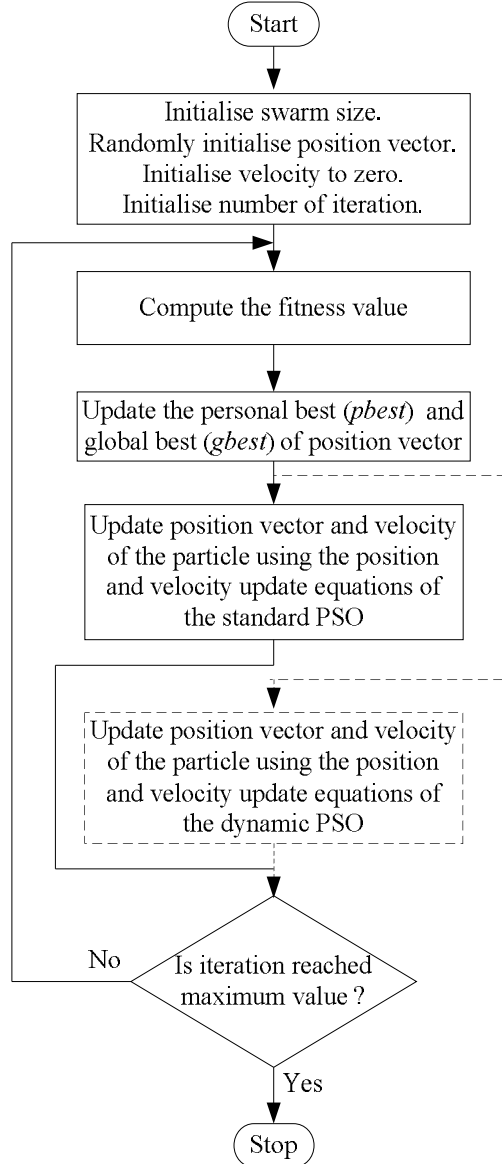 Start
Initialise swarm size.
Randomly initialise position vector.
Initialise velocity to zero.
Initialise number of iteration.
Compute the fitness value
Update the personal best (pbest) and
global best (gbest) of position vector
Update position vector and velocity
of the particle using the position
and velocity update equations of
the standard PSO
Update position vector and velocity
of the particle using the position
and velocity update equations of
the dynamic PSO
No
Is iteration reached
maximum value ?
Yes
Stop